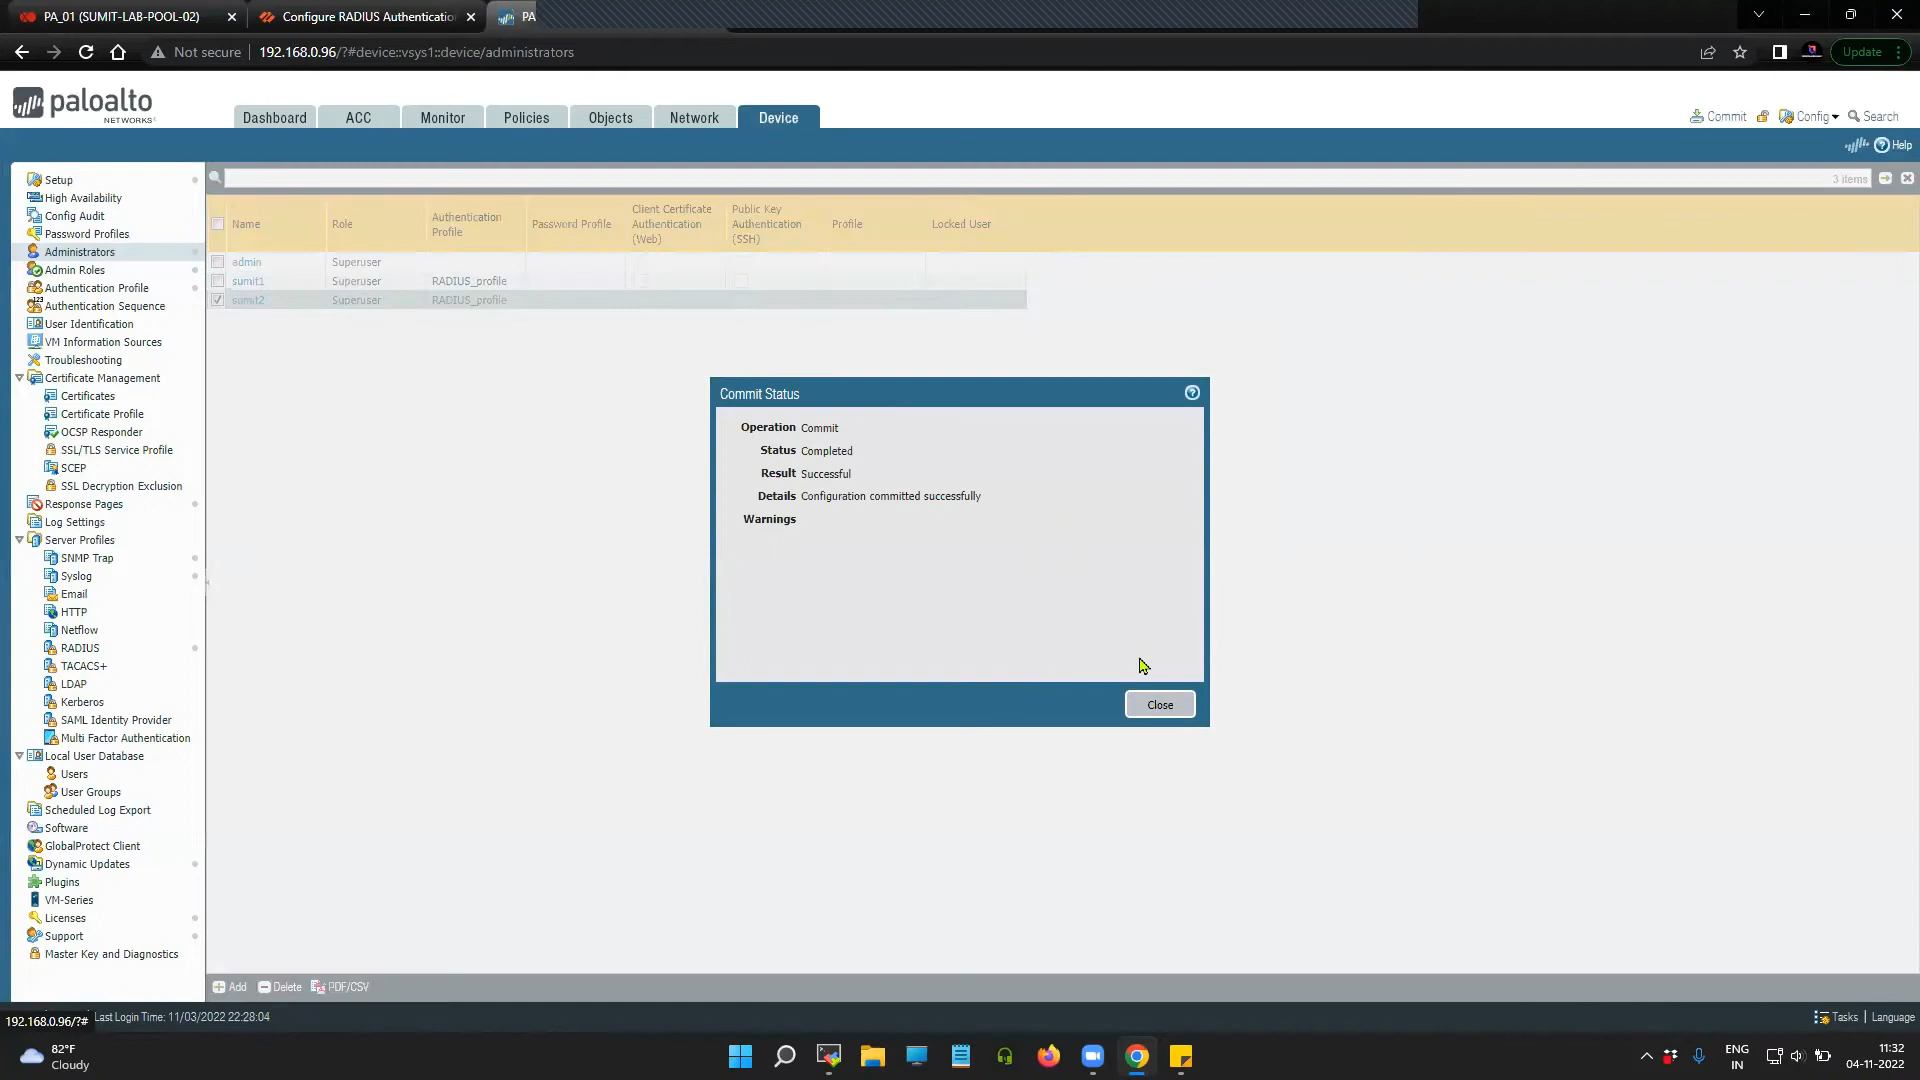 PA_01 (SUMIT-LAB-POOL-02)
Configure RADIUS Authentication
PA
Not secure
192.168.0.96/?#device::vsys1::device/administrators
Update
paloalto
NETWORKS
Dashboard
ACC
Monitor
Policies
Objects
Network
Device
Commit
Config
Search
Help
Setup
High Availability
Config Audit
Password Profiles
Administrators
Admin Roles
Authentication Profile
Authentication Sequence
User Identification
VM Information Sources
Troubleshooting
Certificate Management
Certificates
Certificate Profile
OCSP Responder
SSL/TLS Service Profile
SCEP
SSL Decryption Exclusion
Response Pages
Log Settings
Server Profiles
SNMP Trap
Syslog
Email
HTTP
Netflow
RADIUS
TACACS+
LDAP
Kerberos
SAML Identity Provider
Multi Factor Authentication
Local User Database
Users
User Groups
Scheduled Log Export
Software
GlobalProtect Client
Dynamic Updates
Plugins
VM-Series
Licenses
Support
Master Key and Diagnostics
3 items
Name
Role
Authentication
Profile
Password Profile
Client Certificate
Authentication
(Web)
Public Key
Authentication
(SSH)
Profile
Locked User
admin Superuser
sumit1 Superuser RADIUS_profile
sumit2 Superuser RADIUS_profile
Commit Status
Operation Commit
Status Completed
Result Successful
Details Configuration committed successfully
Warnings
Close
Add
Delete
PDF/CSV
192.168.0.96/?#
Last Login Time: 11/03/2022 22:28:04
Tasks | Language
82°F
Cloudy
ENG
IN
11:32
04-11-2022